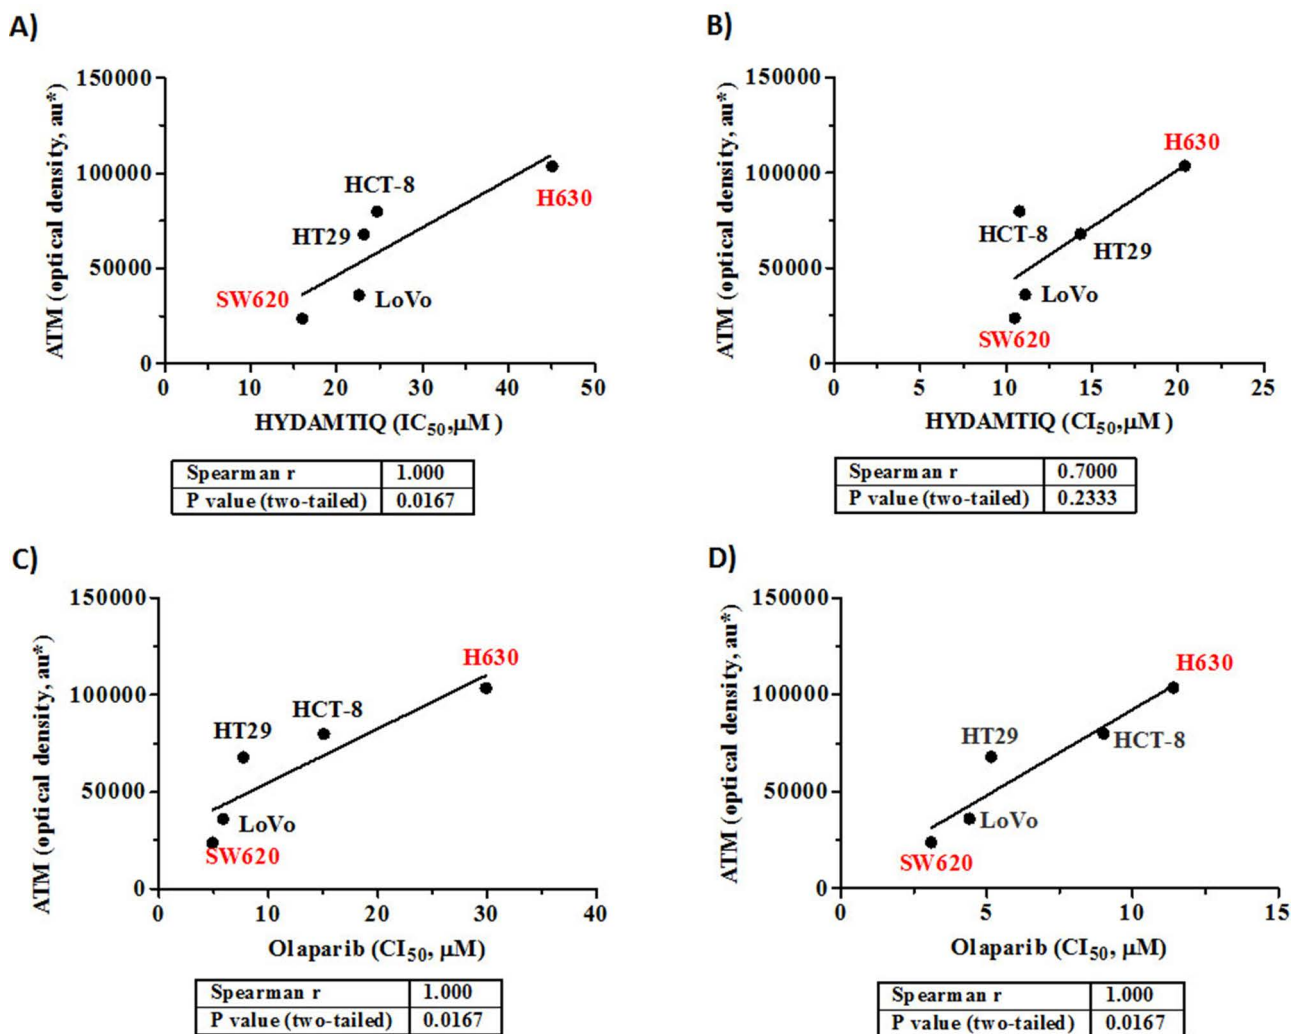 A)
ATM (optical density, au*)
150000
100000
50000
0
HCT-8
HT29
H630
SW620
LoVo
0 10 20 30 40 50
HYDAMTIQ (IC50,µM )
Spearman r 1.000
P value (two-tailed) 0.0167
B)
ATM (optical density, au*)
150000
100000
50000
0
H630
HCT-8
HT29
LoVo
SW620
0 5 10 15 20 25
HYDAMTIQ (CI50,µM )
Spearman r 0.7000
P value (two-tailed) 0.2333
C)
ATM (optical density, au*)
150000
100000
50000
0
H630
HCT-8
HT29
LoVo
SW620
0 10 20 30 40
Olaparib (CI50, µM)
Spearman r 1.000
P value (two-tailed) 0.0167
D)
ATM (optical density, au*)
150000
100000
50000
0
H630
HT29
HCT-8
LoVo
SW620
0 5 10 15
Olaparib (CI50, µM)
Spearman r 1.000
P value (two-tailed) 0.0167